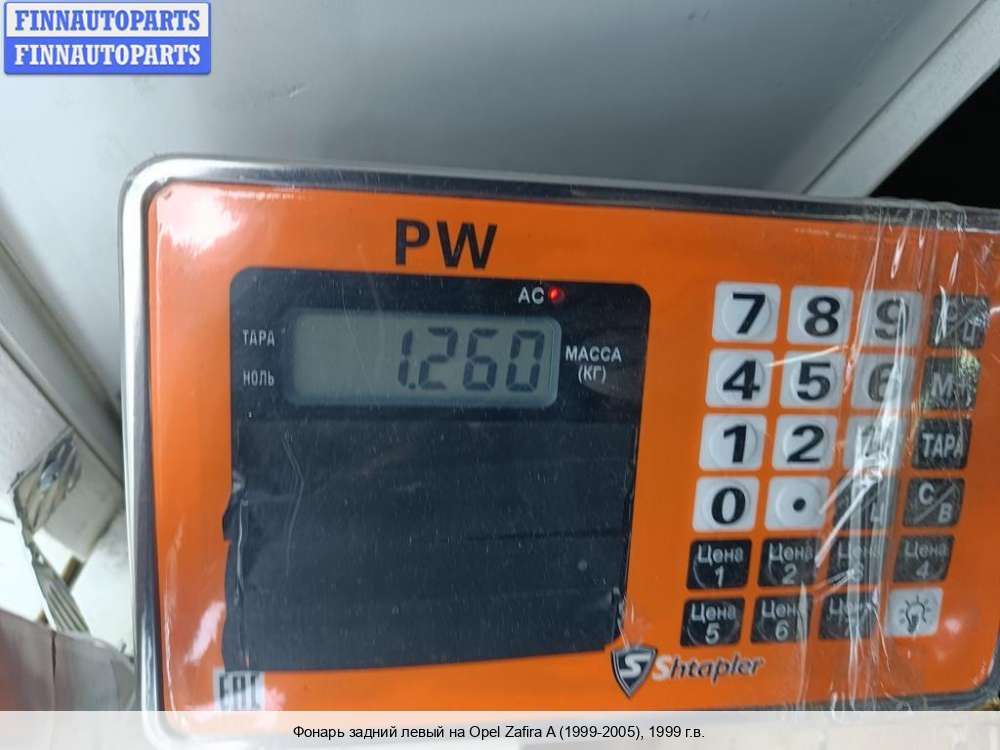 FINNAUTOPARTS
FINNAUTOPARTS
PW
AC
ТАРА
НОЛЬ
1.260
МАССА
(КГ)
7 8 9
4 5 6 М+
1 2 ТАРА
0 . С/В
Цена 1 Цена 2 Цена 4
Цена 5 Цена 6
Shtapler
EAC
Фонарь задний левый на Opel Zafira A (1999-2005), 1999 г.в.